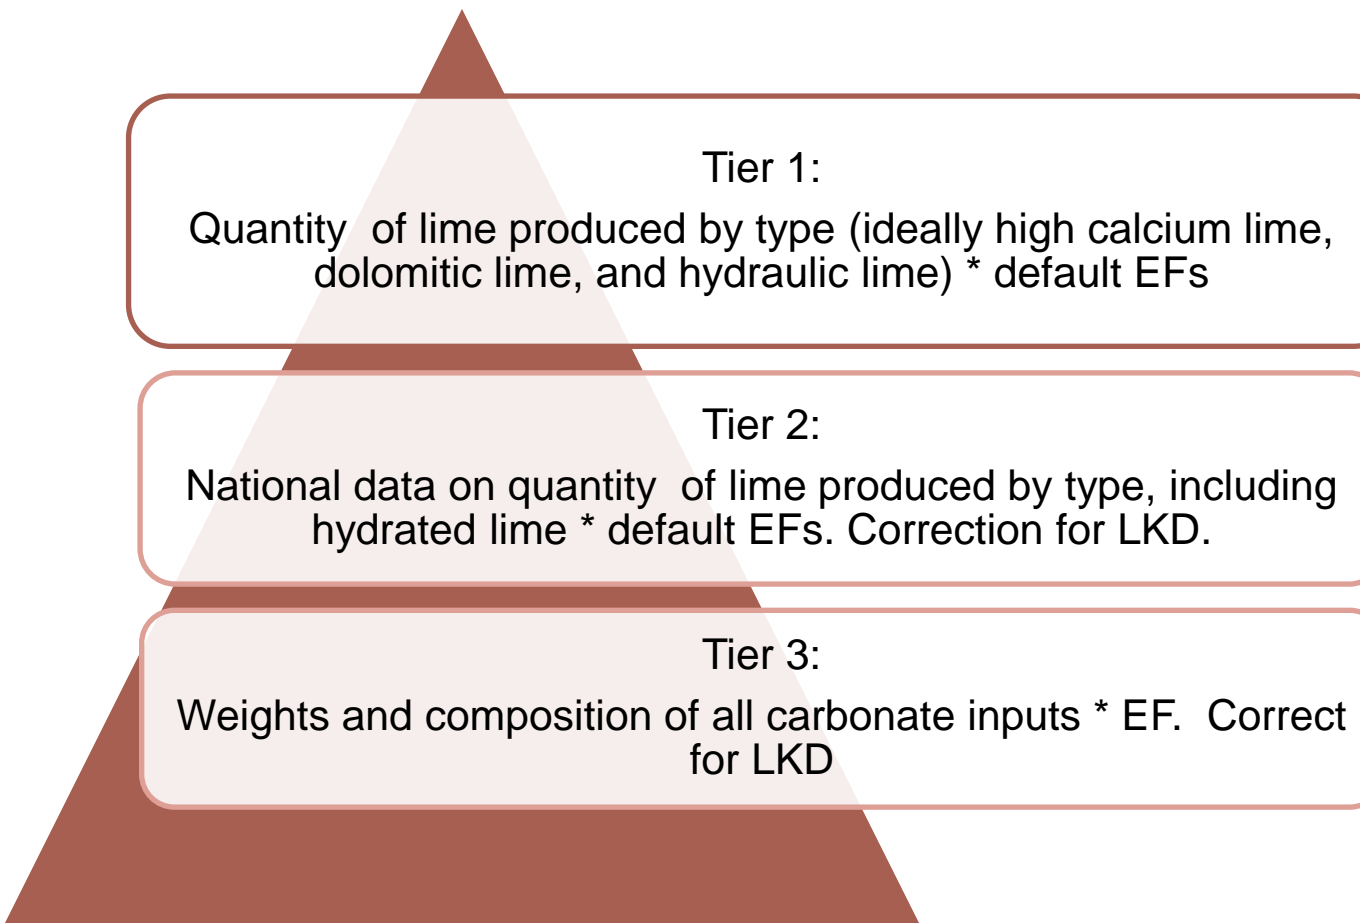 Tier 1:
Quantity  of lime produced by type (ideally high calcium lime,
dolomitic lime, and hydraulic lime) * default EFs
Tier 2:
National data on quantity  of lime produced by type, including
hydrated lime * default EFs. Correction for LKD.
Tier 3:
Weights and composition of all carbonate inputs * EF.  Correct
for LKD